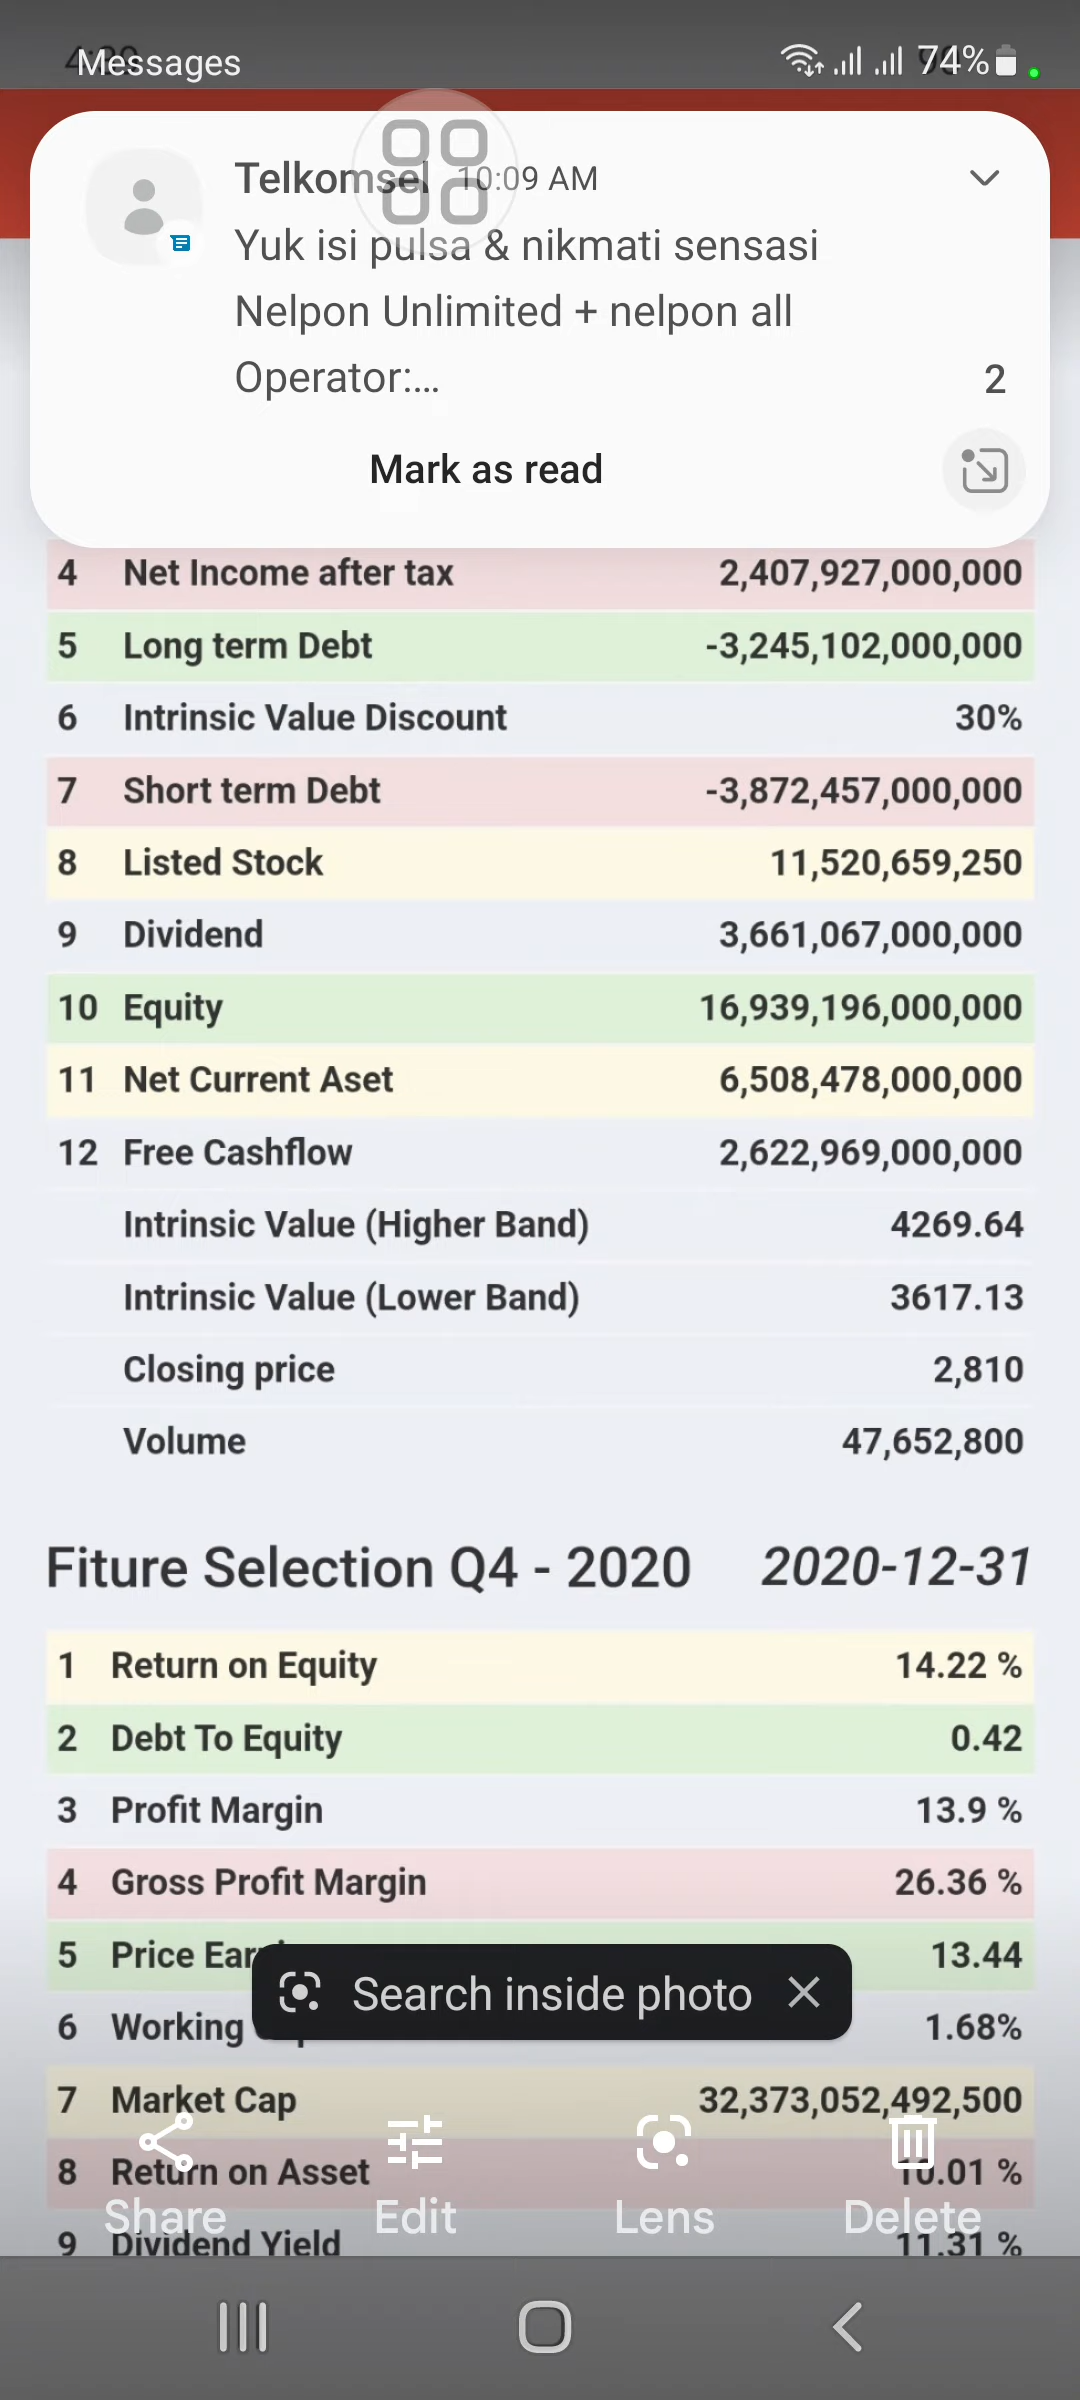 Messages 74%
Telkomsel 10:09 AM
Yuk isi pulsa & nikmati sensasi
Nelpon Unlimited + nelpon all
Operator:... 2
Mark as read
4 Net Income after tax 2,407,927,000,000
5 Long term Debt -3,245,102,000,000
6 Intrinsic Value Discount 30%
7 Short term Debt -3,872,457,000,000
8 Listed Stock 11,520,659,250
9 Dividend 3,661,067,000,000
10 Equity 16,939,196,000,000
11 Net Current Aset 6,508,478,000,000
12 Free Cashflow 2,622,969,000,000
Intrinsic Value (Higher Band) 4269.64
Intrinsic Value (Lower Band) 3617.13
Closing price 2,810
Volume 47,652,800
Fiture Selection Q4 - 2020 2020-12-31
1 Return on Equity 14.22 %
2 Debt To Equity 0.42
3 Profit Margin 13.9 %
4 Gross Profit Margin 26.36 %
5 Price 13.44
Search inside photo
6 Working 1.68%
7 Market Cap 32,373,052,492,500
8 Return on Asset 10.01 %
Share Edit Lens Delete
9 Dividend Yield 11.31 %